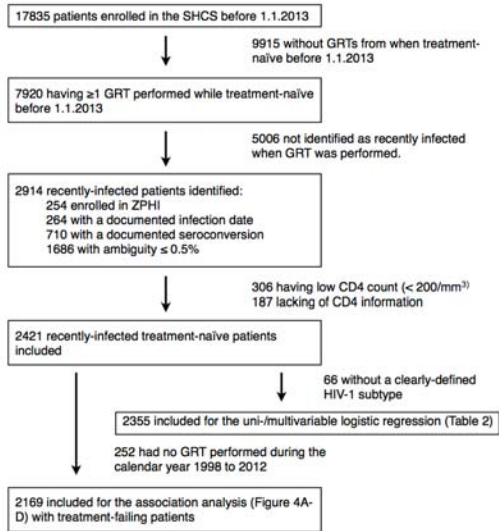 17835 patients enrolled in the SHCS before 1.1.2013
9915 without GRTs from when treatment-
naïve before 1.1.2013
7920 having ≥1 GRT performed while treatment-naïve
before 1.1.2013
5006 not identified as recently infected
when GRT was performed.
2914 recently-infected patients identified:
254 enrolled in ZPHI
264 with a documented infection date
710 with a documented seroconversion
1686 with ambiguity ≤ 0.5%
306 having low CD4 count (< 200/mm³)
187 lacking of CD4 information
2421 recently-infected treatment-naïve patients
included
66 without a clearly-defined
HIV-1 subtype
2355 included for the uni-/multivariable logistic regression (Table 2)
252 had no GRT performed during the
calendar year 1998 to 2012
2169 included for the association analysis (Figure 4A-
D) with treatment-failing patients